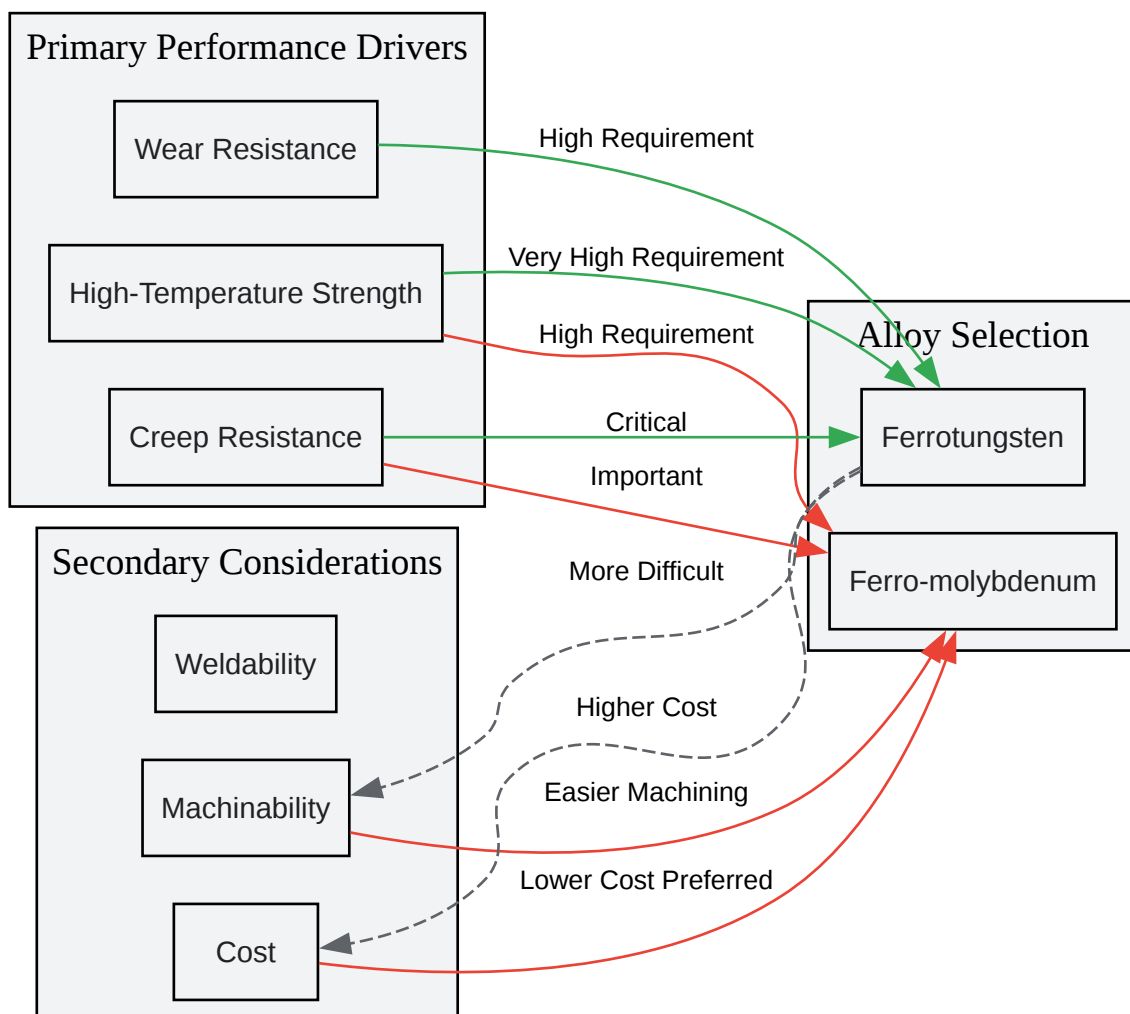 Primary Performance Drivers
Wear Resistance
High-Temperature Strength
Creep Resistance
High Requirement
Very High Requirement
High Requirement
Critical
Important
Alloy Selection
Ferrotungsten
Ferro-molybdenum
Secondary Considerations
Weldability
Machinability
Cost
More Difficult
Higher Cost
Easier Machining
Lower Cost Preferred